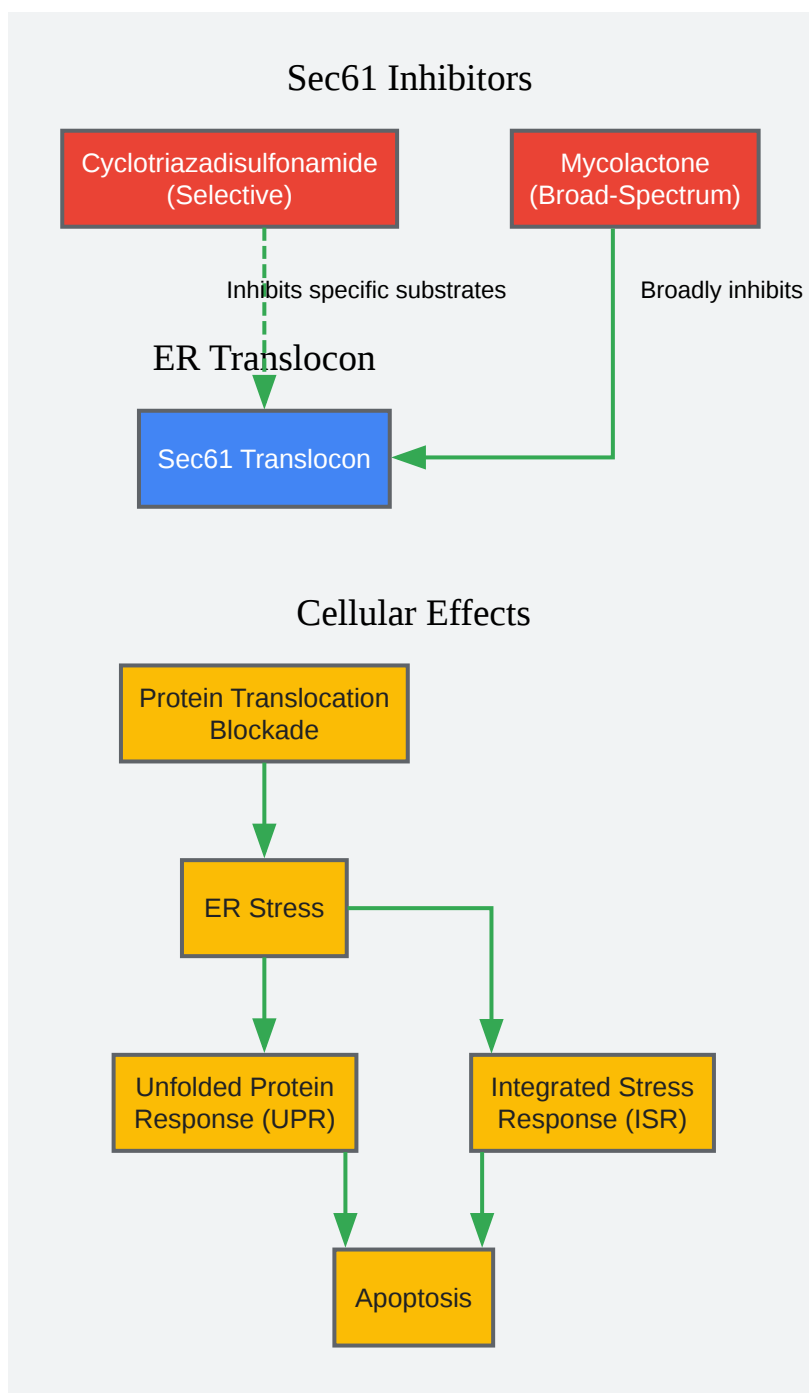 Sec61 Inhibitors
Cyclotriazadisulfonamide
(Selective)
Mycolactone
(Broad-Spectrum)
Inhibits specific substrates
Broadly inhibits
ER Translocon
Sec61 Translocon
Cellular Effects
Protein Translocation
Blockade
ER Stress
Unfolded Protein
Response (UPR)
Integrated Stress
Response (ISR)
Apoptosis